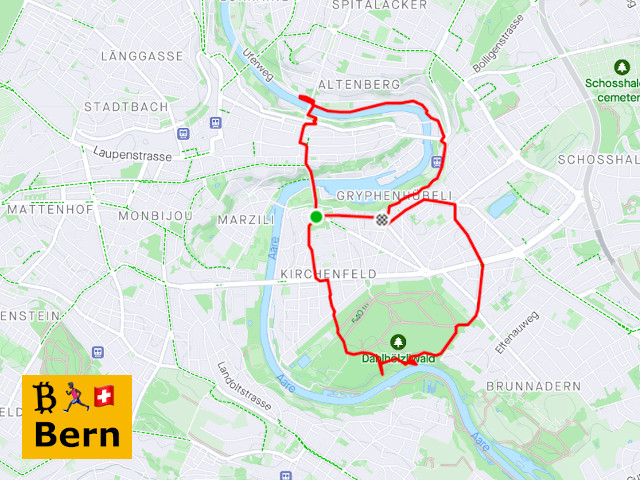 SPITALACKER
LÄNGGASSE
Uferweg
ALTENBERG
Bolligenstrasse
Schosshal
cemeter
STADTBACH
Laupenstrasse
SCHOSSHAL
GRYPHENHÜBELI
MATTENHOF
MONBIJOU
MARZILI
Aare
KIRCHENFELD
540 m
ENSTEIN
Elfenauweg
Dählhölzliwald
Landoltstrasse
Aare
BRUNNADERN
Aare
Bern